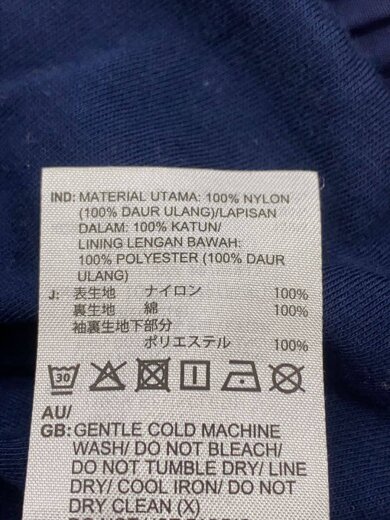 IND: MATERIAL UTAMA: 100% NYLON
(100% DAUR ULANG)/LAPISAN
DALAM: 100% KATUN/
LINING LENGAN BAWAH:
100% POLYESTER (100% DAUR
ULANG)
J: 表生地 ナイロン 100%
裏生地 綿 100%
袖裏生地下部分
ポリエステル 100%
30
AU/
GB: GENTLE COLD MACHINE
WASH/ DO NOT BLEACH/
DO NOT TUMBLE DRY/ LINE
DRY/ COOL IRON/ DO NOT
DRY CLEAN (X)